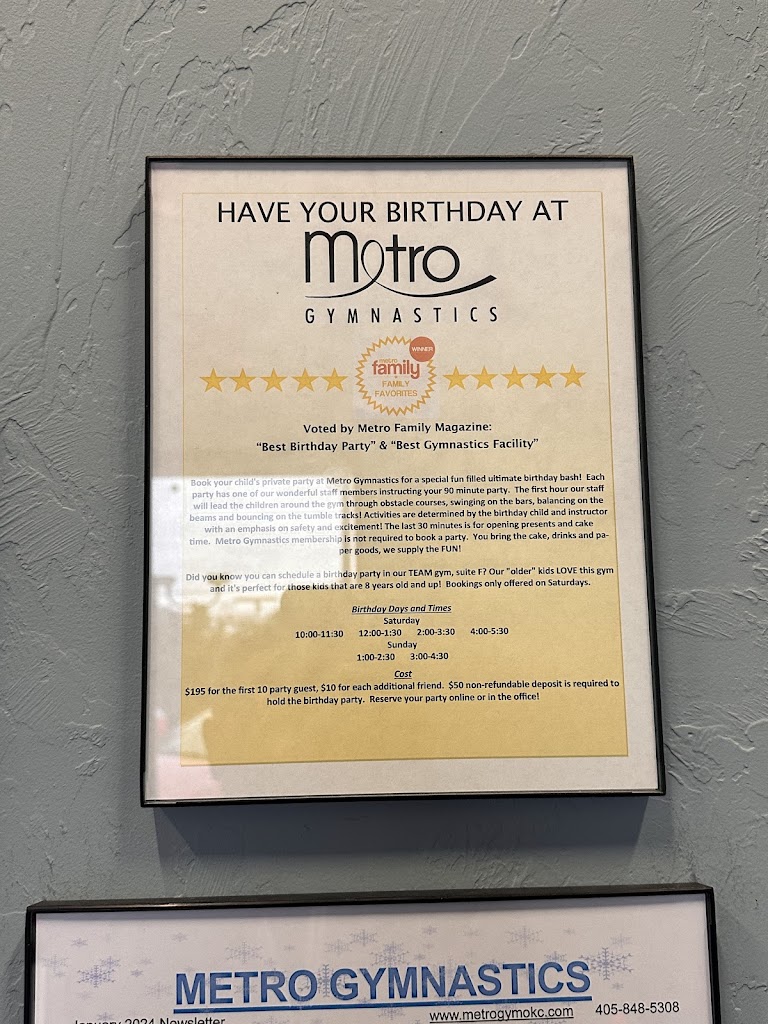 HAVE YOUR BIRTHDAY AT
Metro
GYMNASTICS
WINNER
metro
family
FAMILY
FAVORITES
Voted by Metro Family Magazine:
“Best Birthday Party” & “Best Gymnastics Facility”
Book your child's private party at Metro Gymnastics for a special fun filled ultimate birthday bash! Each
party has one of our wonderful staff members instructing your 90 minute party. The first hour our staff
will lead the children around the gym through obstacle courses, swinging on the bars, balancing on the
beams and bouncing on the tumble tracks! Activities are determined by the birthday child and instructor
with an emphasis on safety and excitement! The last 30 minutes is for opening presents and cake
time. Metro Gymnastics membership is not required to book a party. You bring the cake, drinks and pa-
per goods, we supply the FUN!
Did you know you can schedule a birthday party in our TEAM gym, suite F? Our "older" kids LOVE this gym
and it's perfect for those kids that are 8 years old and up! Bookings only offered on Saturdays.
Birthday Days and Times
Saturday
10:00-11:30 12:00-1:30 2:00-3:30 4:00-5:30
Sunday
1:00-2:30 3:00-4:30
Cost
$195 for the first 10 party guest, $10 for each additional friend. $50 non-refundable deposit is required to
hold the birthday party. Reserve your party online or in the office!
METRO GYMNASTICS
January 2024 Newsletter www.metrogymokc.com 405-848-5308